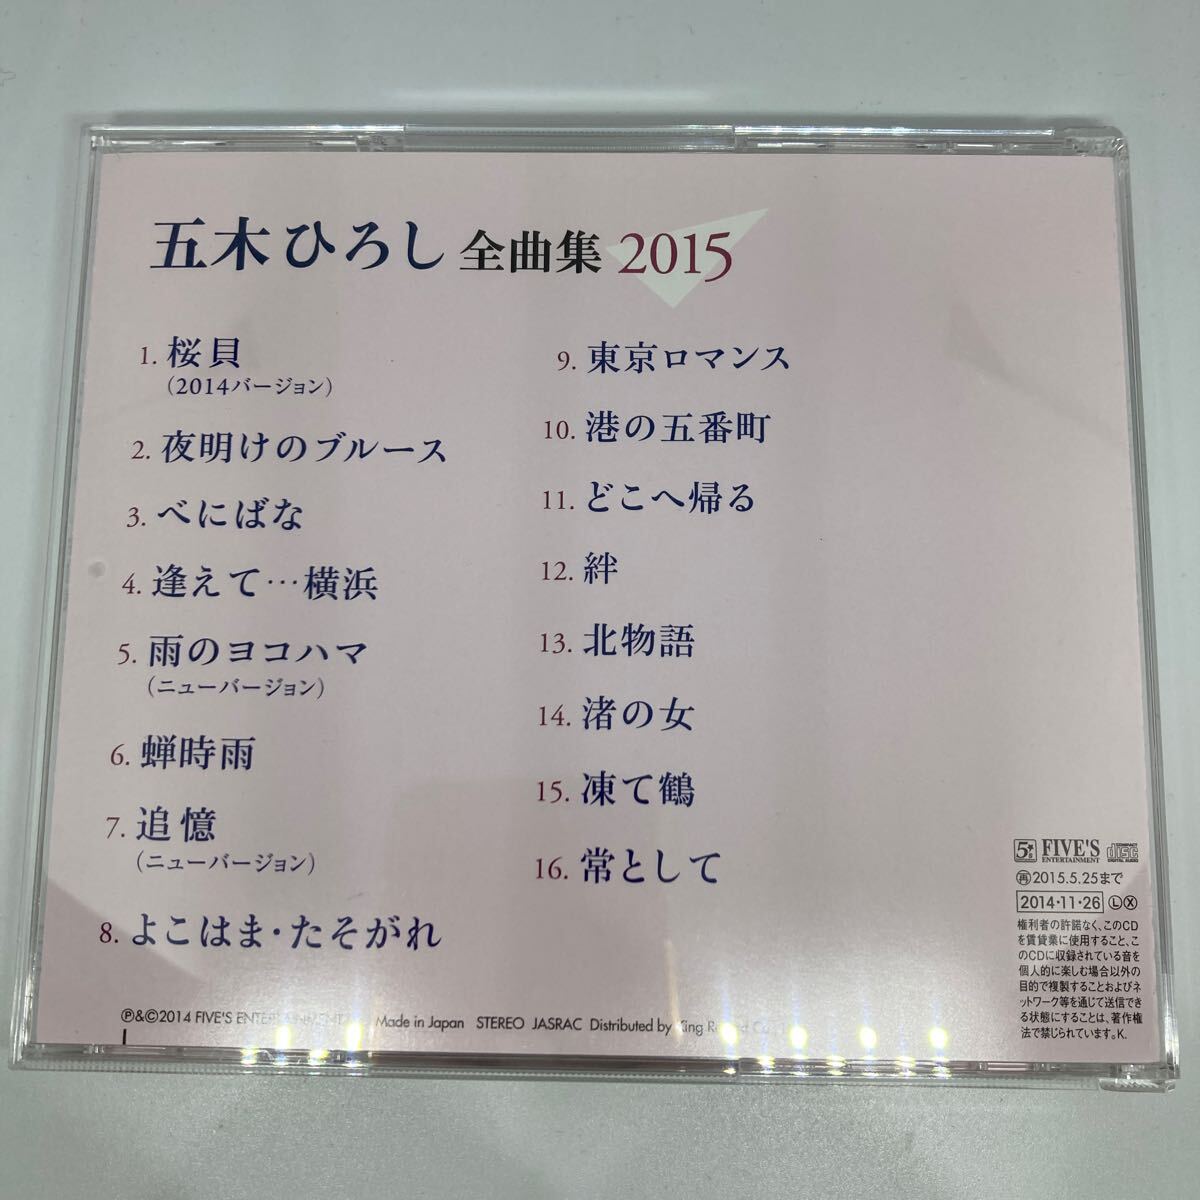 五木ひろし 全曲集 2015
1. 桜貝
(2014バージョン)
2. 夜明けのブルース
3. べにばな
4. 逢えて…横浜
5. 雨のヨコハマ
(ニューバージョン)
6. 蝉時雨
7. 追憶
(ニューバージョン)
8. よこはま・たそがれ
9. 東京ロマンス
10. 港の五番町
11. どこへ帰る
12. 絆
13. 北物語
14. 渚の女
15. 凍て鶴
16. 常として
5 FIVE'S
ENTERTAINMENT
COMPACT
disc
DIGITAL AUDIO
再2015.5.25まで
2014・11・26 Ⓛ Ⓧ
権利者の許諾なく、このCD
を賃貸業に使用すること、こ
のCDに収録されている音を
個人的に楽しむ場合以外の
目的で複製することおよびネ
ットワーク等を通じて送信でき
る状態にすることは、著作権
法で禁じられています。K.
Ⓟ&©2014 FIVE'S ENTERTAINMENT Made in Japan STEREO JASRAC Distributed by King Record Co.